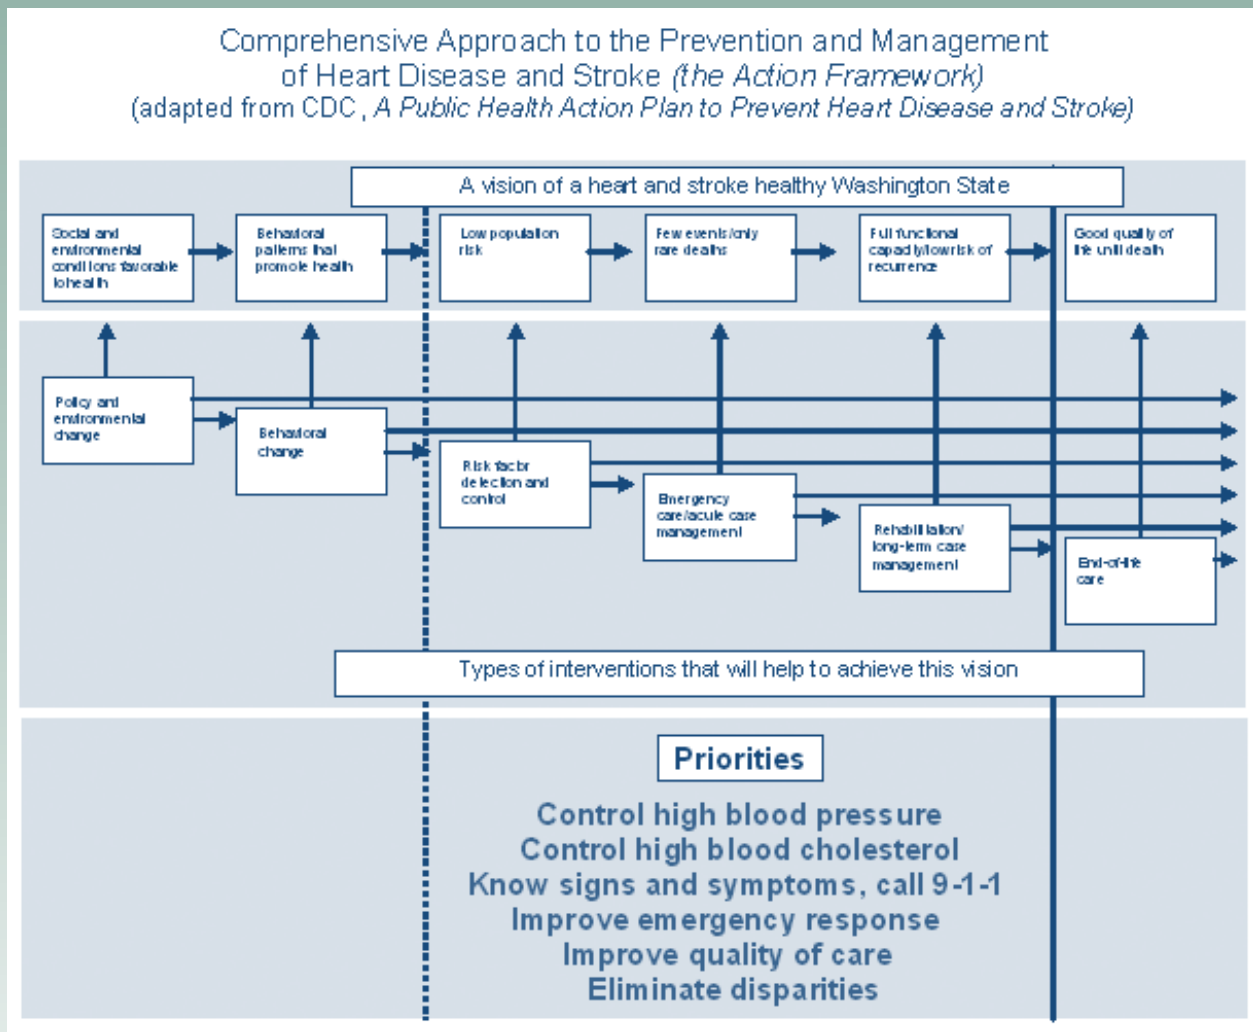 Comprehensive Approach to the Prevention and Management
of Heart Disease and Stroke (the Action Framework)
(adapted from CDC, A Public Health Action Plan to Prevent Heart Disease and Stroke)
A vision of a heart and stroke healthy Washington State
Social and
environmental
conditions favorable
to health
Behavioral
patterns that
promote health
Low population
risk
Few events/only
rare deaths
Full functional
capacity/low risk of
recurrence
Good quality of
life until death
Policy and
environmental
change
Behavioral
change
Risk factor
detection and
control
Emergency
care/acute case
management
Rehabilitation/
long-term case
management
End-of-life
care
Types of interventions that will help to achieve this vision
Priorities
Control high blood pressure
Control high blood cholesterol
Know signs and symptoms, call 9-1-1
Improve emergency response
Improve quality of care
Eliminate disparities